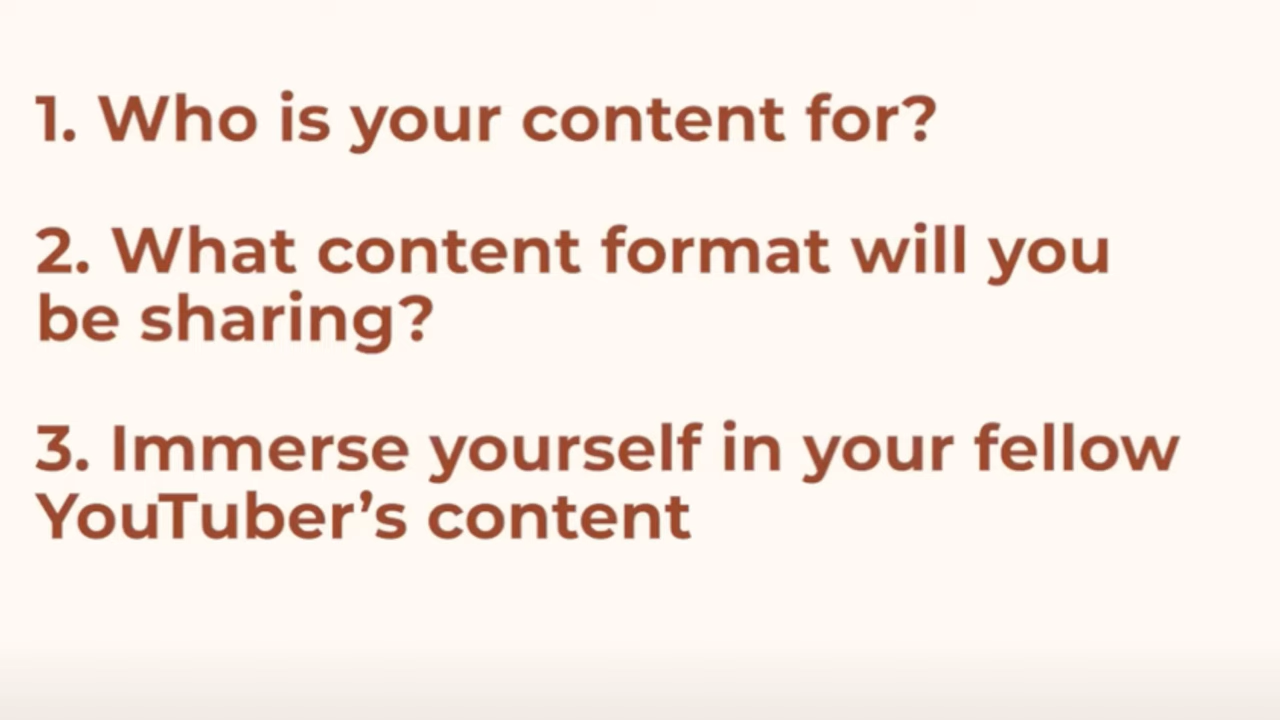 1. Who is your content for?
2. What content format will you
be sharing?
3. Immerse yourself in your fellow
YouTuber’s content